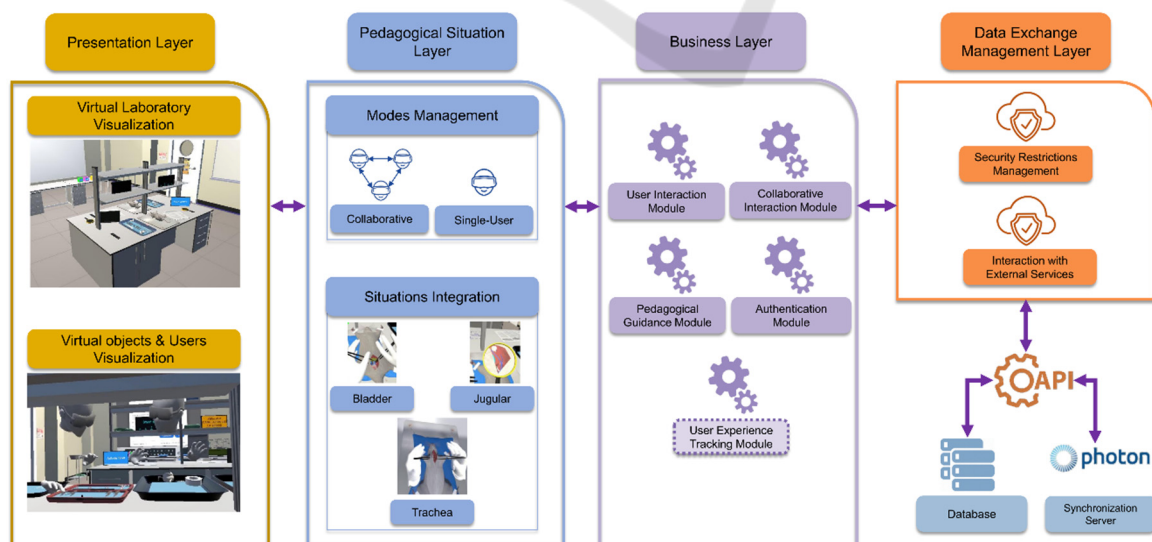 Presentation Layer
Virtual Laboratory
Visualization
Virtual objects & Users
Visualization
Pedagogical Situation
Layer
Modes Management
Collaborative
Single-User
Situations Integration
Bladder
Jugular
Trachea
Business Layer
User Interaction
Module
Collaborative
Interaction Module
Pedagogical
Guidance Module
Authentication
Module
User Experience
Tracking Module
Data Exchange
Management Layer
Security Restrictions
Management
Interaction with
External Services
API
photon
Database
Synchronization
Server